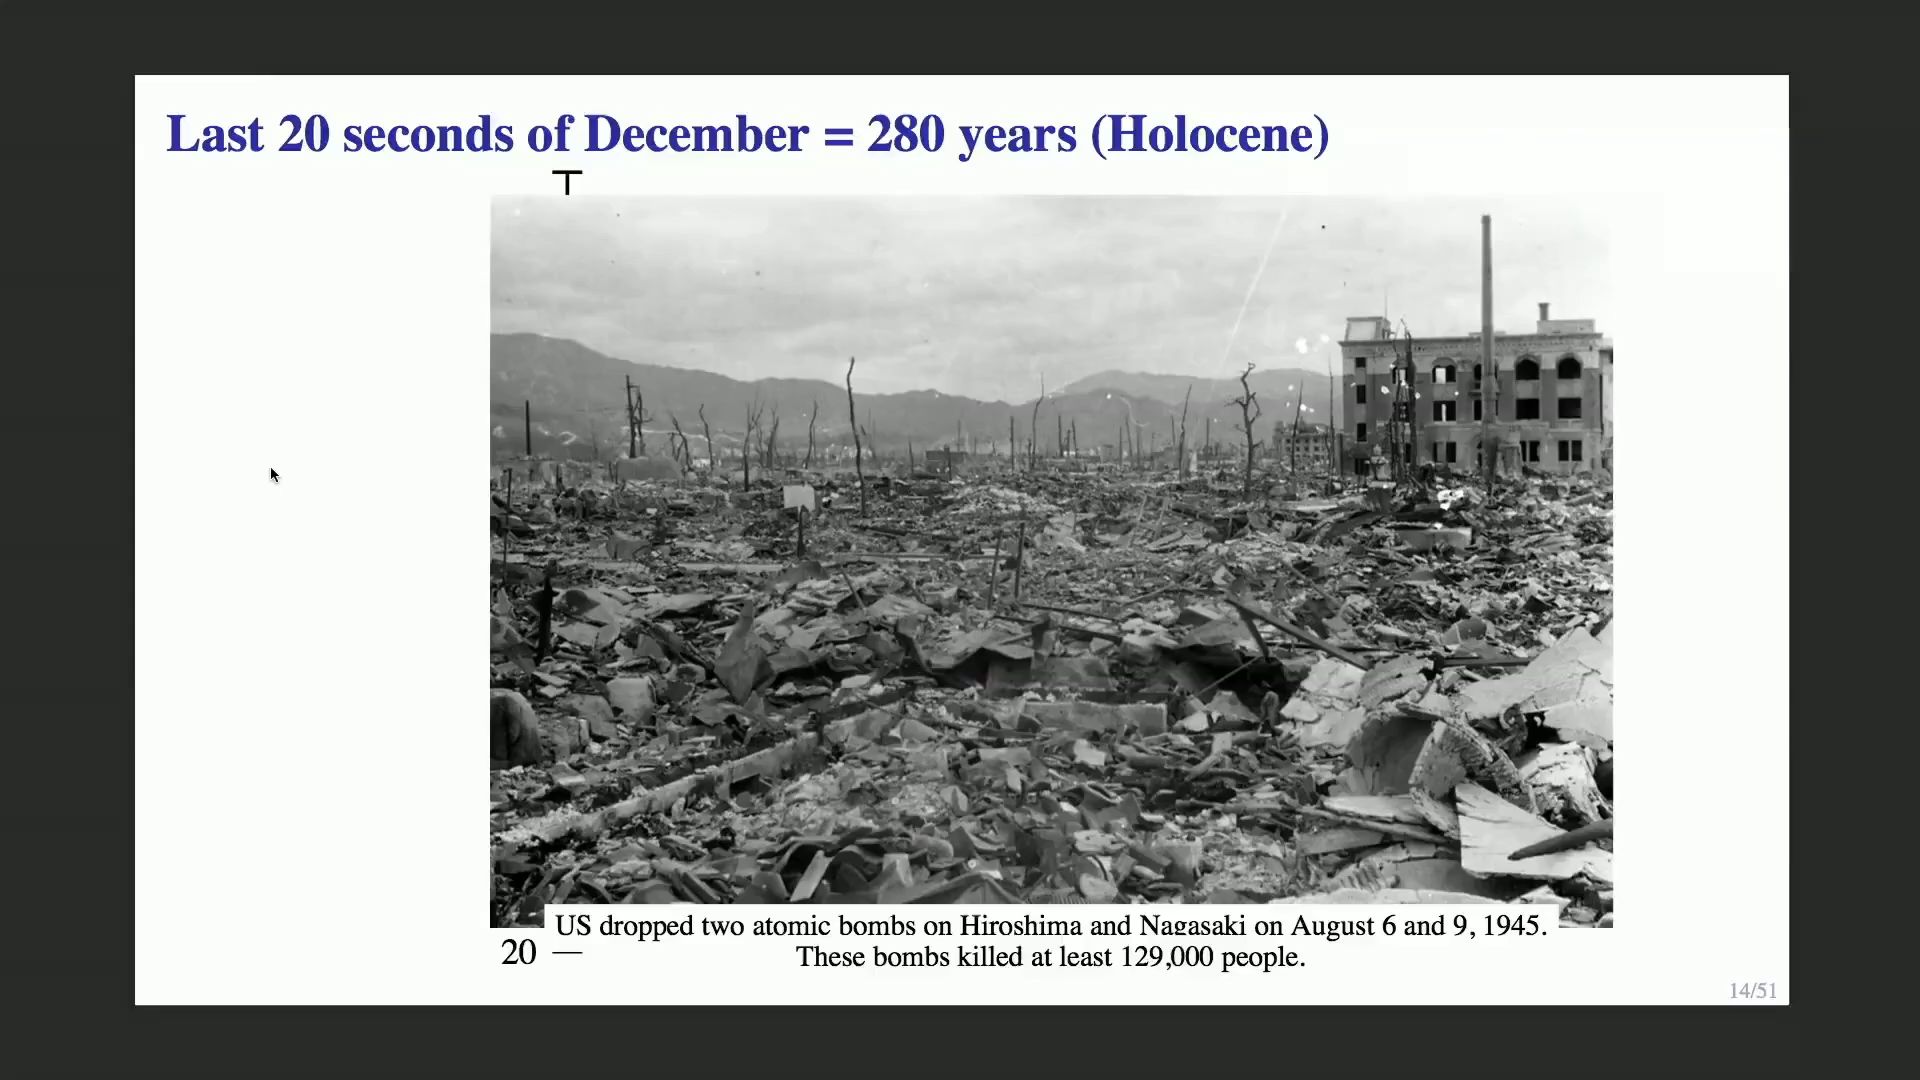 Last 20 seconds of December = 280 years (Holocene)
US dropped two atomic bombs on Hiroshima and Nagasaki on August 6 and 9, 1945.
20
These bombs killed at least 129,000 people.
14/51